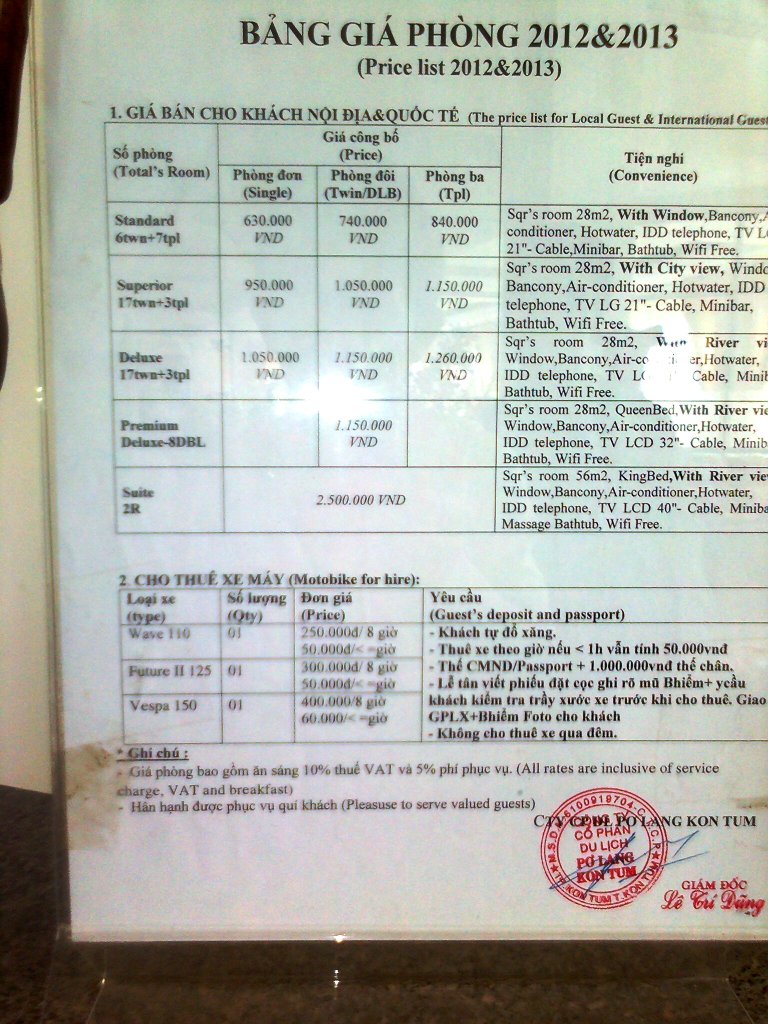 BẢNG GIÁ PHÒNG 2012&2013
(Price list 2012&2013)
1. GIÁ BÁN CHO KHÁCH NỘI ĐỊA&QUỐC TẾ (The price list for Local Guest & International Guest
Số phòng
(Total's Room)
Giá công bố
(Price)
Tiện nghi
(Convenience)
Phòng đơn
(Single)
Phòng đôi
(Twin/DLB)
Phòng ba
(Tpl)
Standard
6twn+7tpl
630.000
VND
740.000
VND
840.000
VND
Sqr's room 28m2, With Window,Bancony,A
conditioner, Hotwater, IDD telephone, TV L
21"- Cable,Minibar, Bathtub, Wifi Free.
Superior
17twn+3tpl
950.000
VND
1.050.000
VND
1.150.000
VND
Sqr's room 28m2, With City view, Windo
Bancony,Air-conditioner, Hotwater, IDD
telephone, TV LG 21"- Cable, Minibar,
Bathtub, Wifi Free.
Deluxe
17twn+3tpl
1.050.000
VND
1.150.000
VND
1.260.000
VND
Sqr's room 28m2, With River vi
Window,Bancony,Air-co er,Hotwater,
IDD telephone, TV L Cable, Minib
Bathtub, Wifi Free.
Premium
Deluxe-8DBL
1.150.000
VND
Sqr's room 28m2, QueenBed,With River vie
Window,Bancony,Air-conditioner,Hotwater,
IDD telephone, TV LCD 32"- Cable, Miniba
Bathtub, Wifi Free.
Suite
2R
2.500.000 VND
Sqr's room 56m2, KingBed,With River vie
Window,Bancony,Air-conditioner,Hotwater,
IDD telephone, TV LCD 40"- Cable, Miniba
Massage Bathtub, Wifi Free.
2 CHO THUÊ XE MÁY (Motobike for hire):
Loại xe
(type)
Số lượng
(Qty)
Đơn giá
(Price)
Yêu cầu
(Guest's deposit and passport)
Wave 110
01
250.000đ/ 8 giờ
50.000đ/< =giờ
Future II 125
01
300.000đ/ 8 giờ
50.000đ/< =giờ
Vespa 150
01
400.000/8 giờ
60.000/< =giờ
- Khách tự đổ xăng.
- Thuê xe theo giờ nếu < 1h vẫn tính 50.000vnđ
- Thế CMND/Passport + 1.000.000vnđ thế chân.
- Lễ tân viết phiếu đặt cọc ghi rõ mũ Bhiểm+ ycầu
khách kiểm tra trầy xước xe trước khi cho thuê. Giao
GPLX+Bhiểm Foto cho khách
- Không cho thuê xe qua đêm.
* Ghi chú :
- Giá phòng bao gồm ăn sáng 10% thuế VAT và 5% phí phục vụ. (All rates are inclusive of service
charge, VAT and breakfast)
- Hân hạnh được phục vụ quí khách (Pleasuse to serve valued guests)
CTY CP DL PƠ LANG KON TUM
M.S.D.N:6100919704-C.T.C.P
CÔNG TY
CỔ PHẦN
DU LỊCH
PƠ LANG
KON TUM
TP.KON TUM T.KON TUM
GIÁM ĐỐC
Lê Trí Dũng